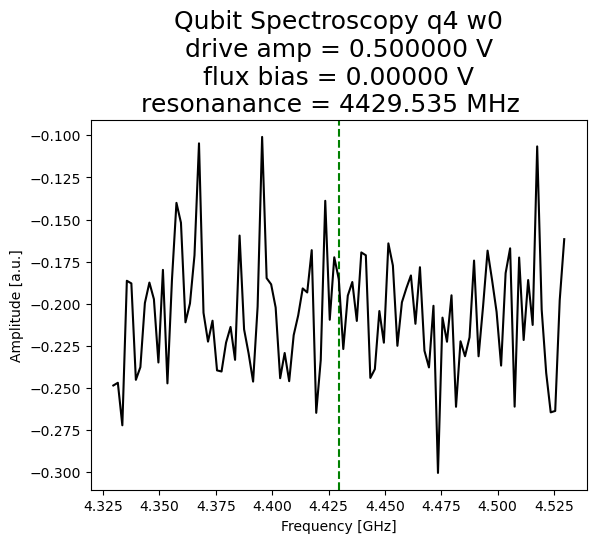 Qubit Spectroscopy q4 w0
drive amp = 0.500000 V
flux bias = 0.00000 V
resonanance = 4429.535 MHz
Amplitude [a.u.]
−0.100
−0.125
−0.150
−0.175
−0.200
−0.225
−0.250
−0.275
−0.300
4.325 4.350 4.375 4.400 4.425 4.450 4.475 4.500 4.525
Frequency [GHz]